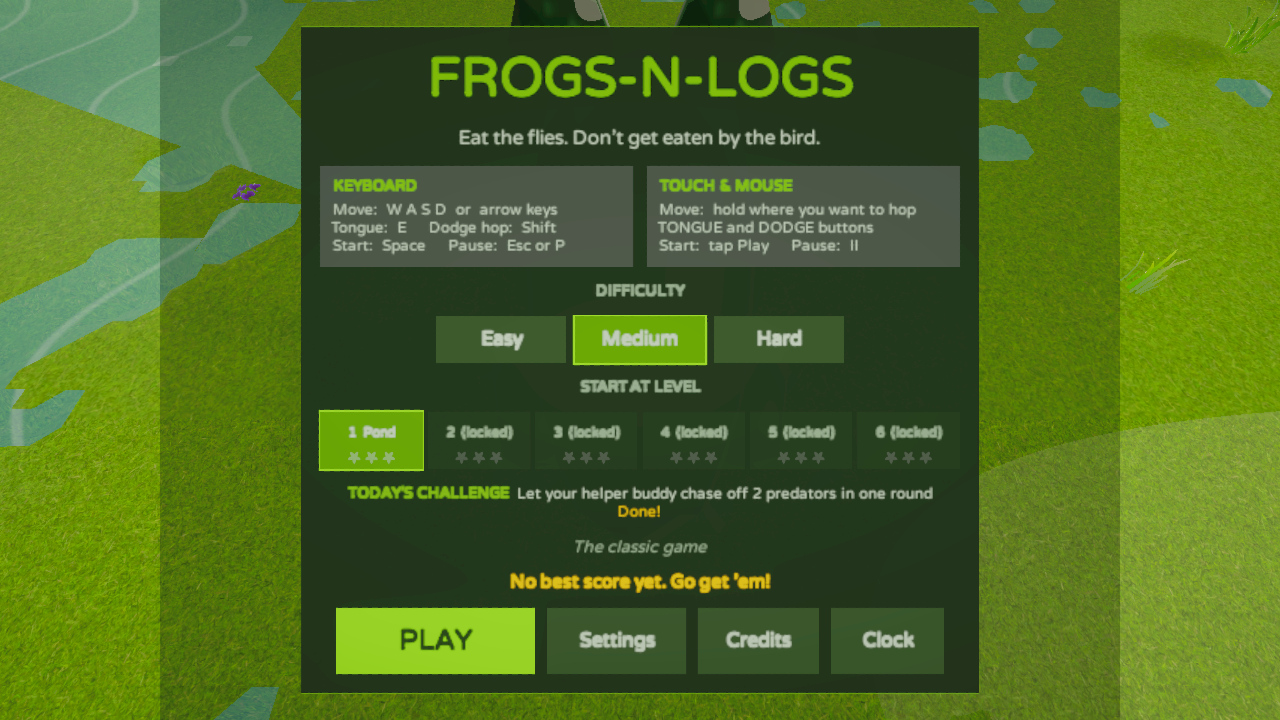 FROGS-N-LOGS
Eat the flies. Don't get eaten by the bird.
KEYBOARD
Move: W A S D or arrow keys
Tongue: E Dodge hop: Shift
Start: Space Pause: Esc or P
TOUCH & MOUSE
Move: hold where you want to hop
TONGUE and DODGE buttons
Start: tap Play Pause: II
DIFFICULTY
Easy Medium Hard
START AT LEVEL
1 Pond 2 (locked) 3 (locked) 4 (locked) 5 (locked) 6 (locked)
TODAY'S CHALLENGE Let your helper buddy chase off 2 predators in one round
Done!
The classic game
No best score yet. Go get 'em!
PLAY Settings Credits Clock